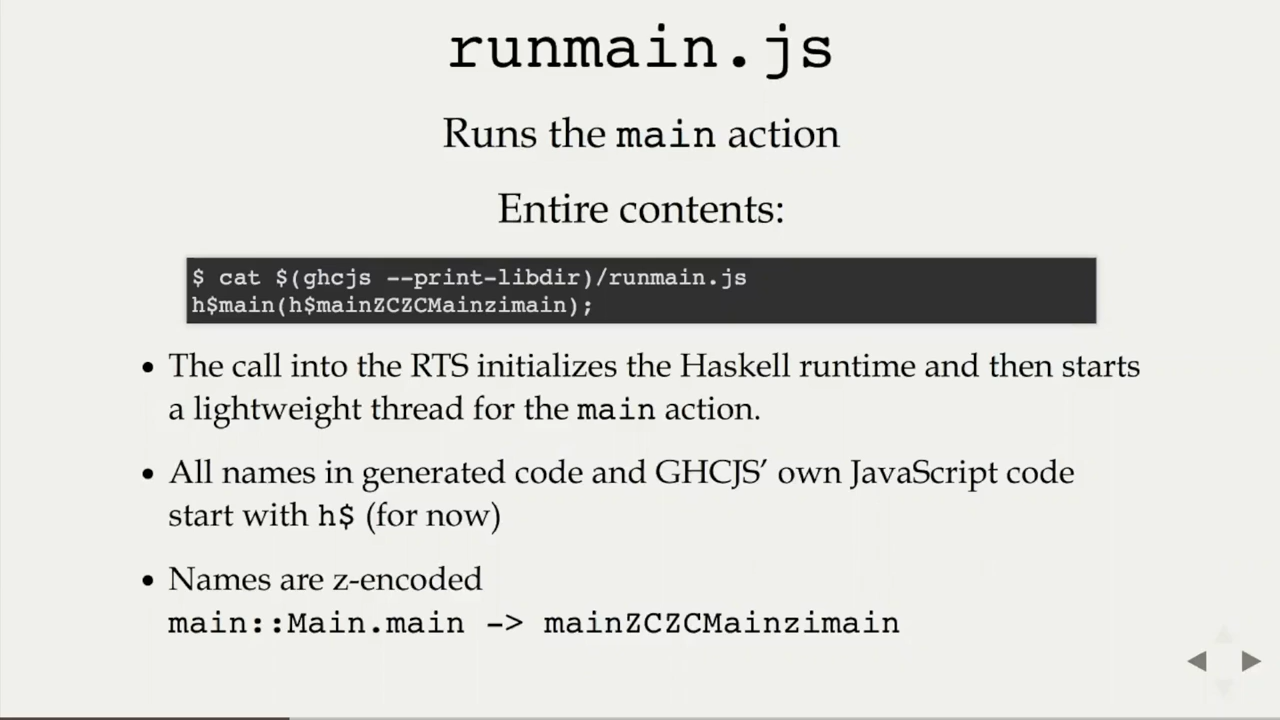 runmain.js
Runs the main action
Entire contents:
$ cat $(ghcjs --print-libdir)/runmain.js
h$main(h$mainZCZCMainzimain);
• The call into the RTS initializes the Haskell runtime and then starts
a lightweight thread for the main action.
• All names in generated code and GHCJS’ own JavaScript code
start with h$ (for now)
• Names are z-encoded
main::Main.main -> mainZCZCMainzimain